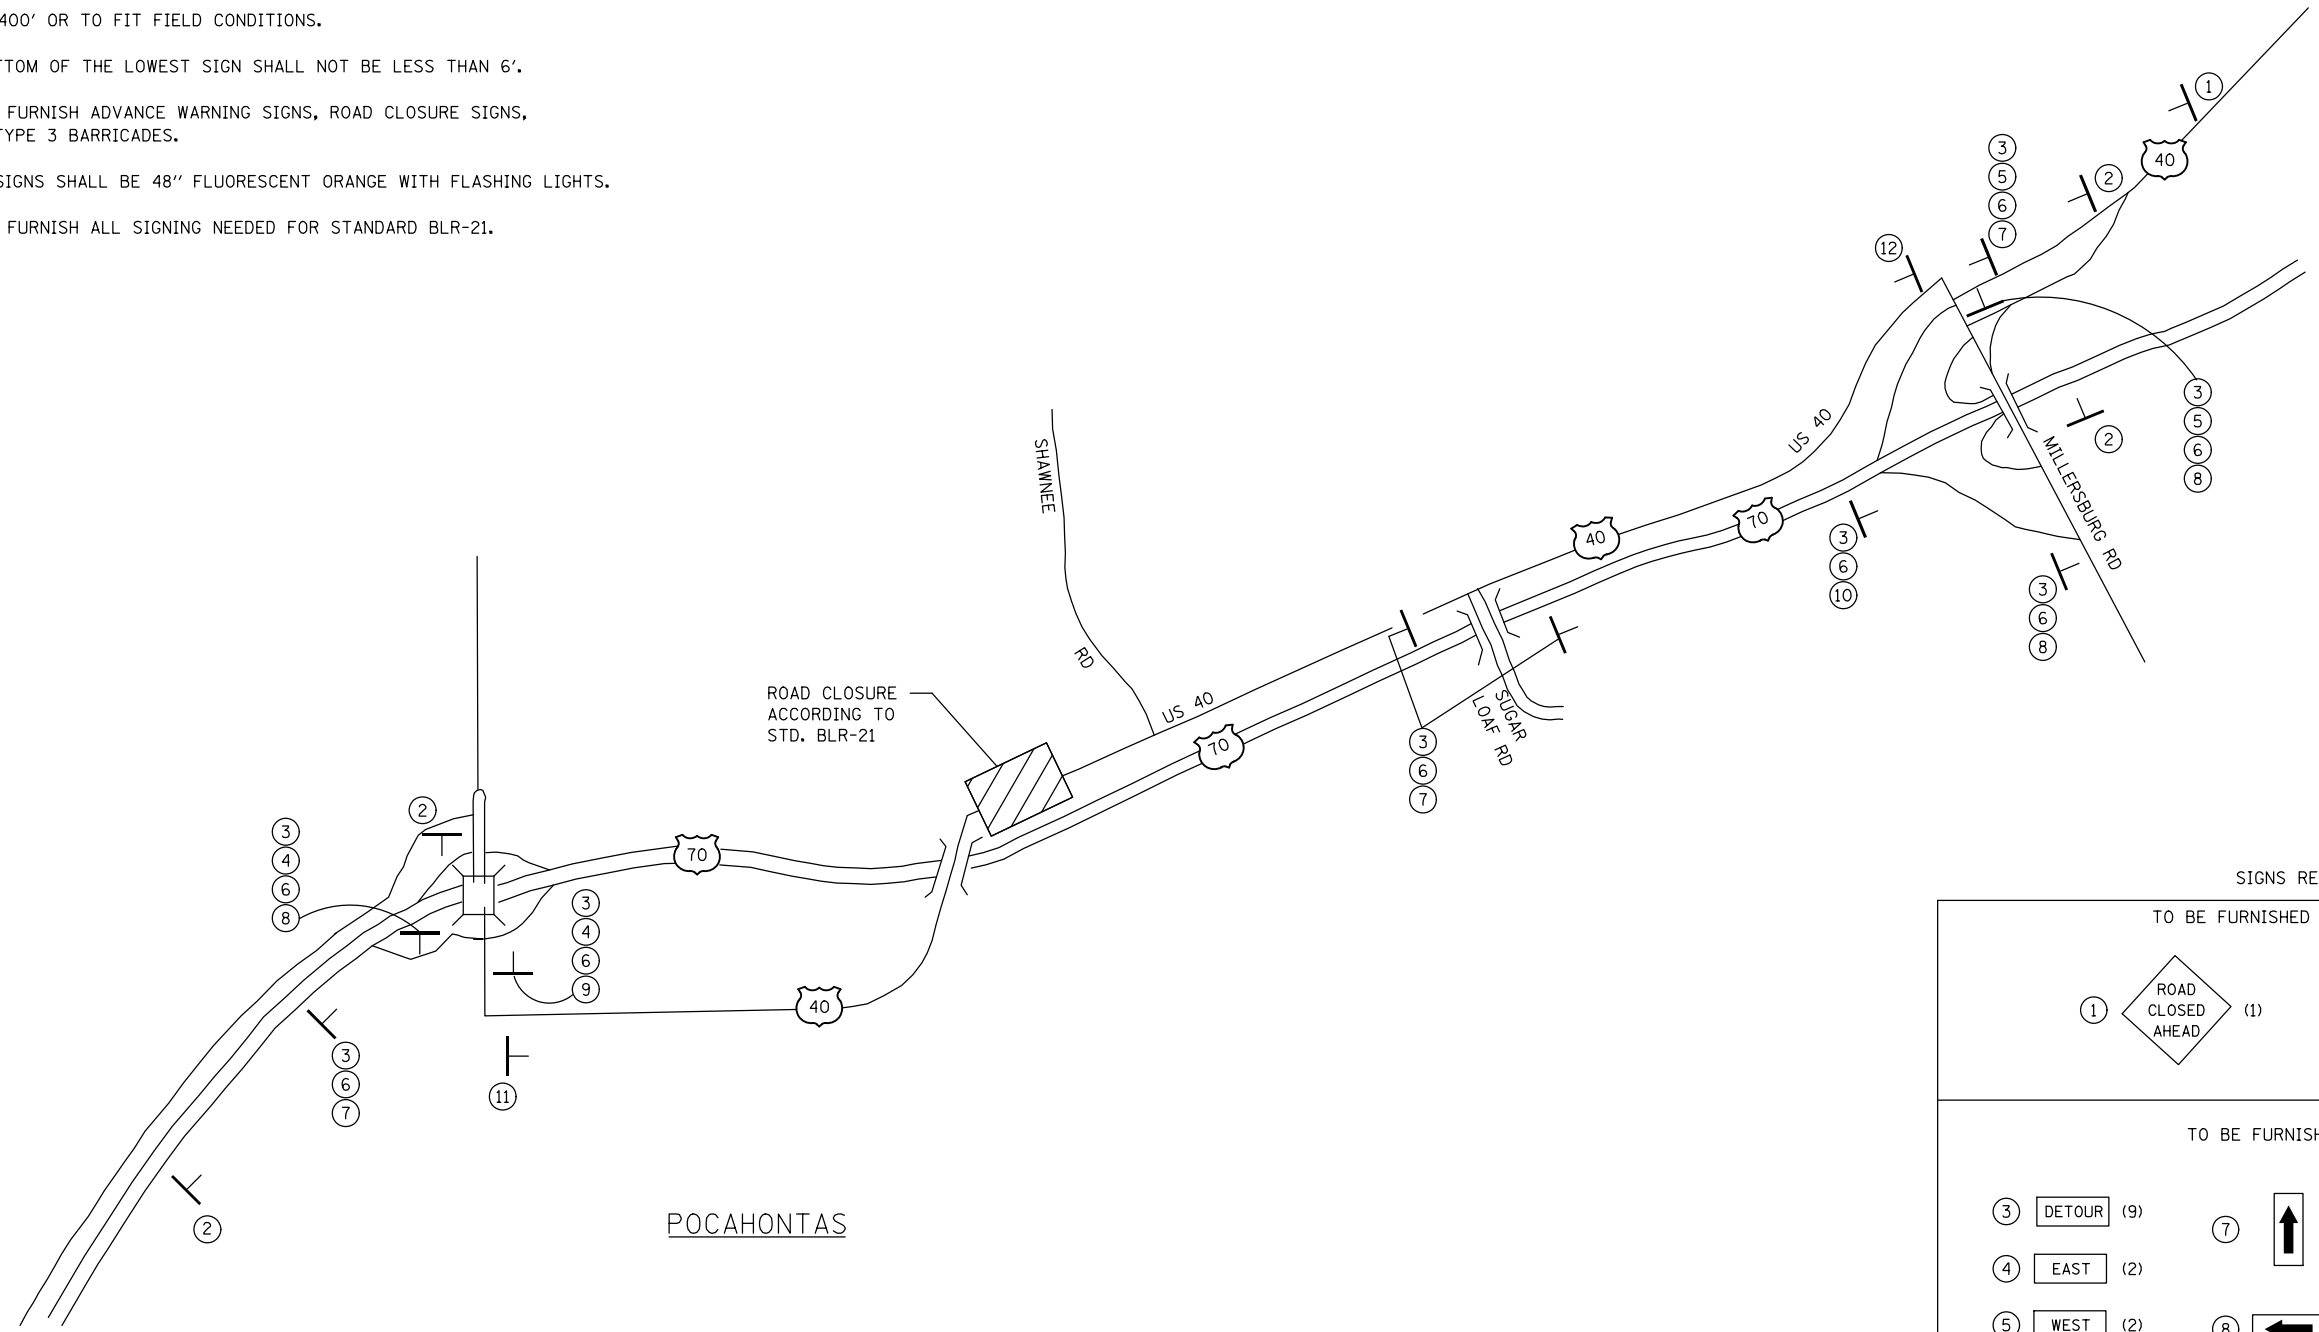 400' OR TO FIT FIELD CONDITIONS.
TTOM OF THE LOWEST SIGN SHALL NOT BE LESS THAN 6'.
FURNISH ADVANCE WARNING SIGNS, ROAD CLOSURE SIGNS,
TYPE 3 BARRICADES.
SIGNS SHALL BE 48" FLUORESCENT ORANGE WITH FLASHING LIGHTS.
FURNISH ALL SIGNING NEEDED FOR STANDARD BLR-21.
1
40
2
3
5
6
7
12
3
5
6
8
2
MILLERSBURG RD
US 40
40
70
3
6
10
3
6
8
SHAWNEE
RD
US 40
70
SUGAR
LOAF RD
3
6
7
ROAD CLOSURE
ACCORDING TO
STD. BLR-21
2
3
4
6
8
70
3
4
6
9
40
11
3
6
7
2
POCAHONTAS
SIGNS RE
TO BE FURNISHED
1
ROAD
CLOSED
AHEAD
(1)
TO BE FURNISH
3 DETOUR (9)
7
4 EAST (2)
5 WEST (2)
8